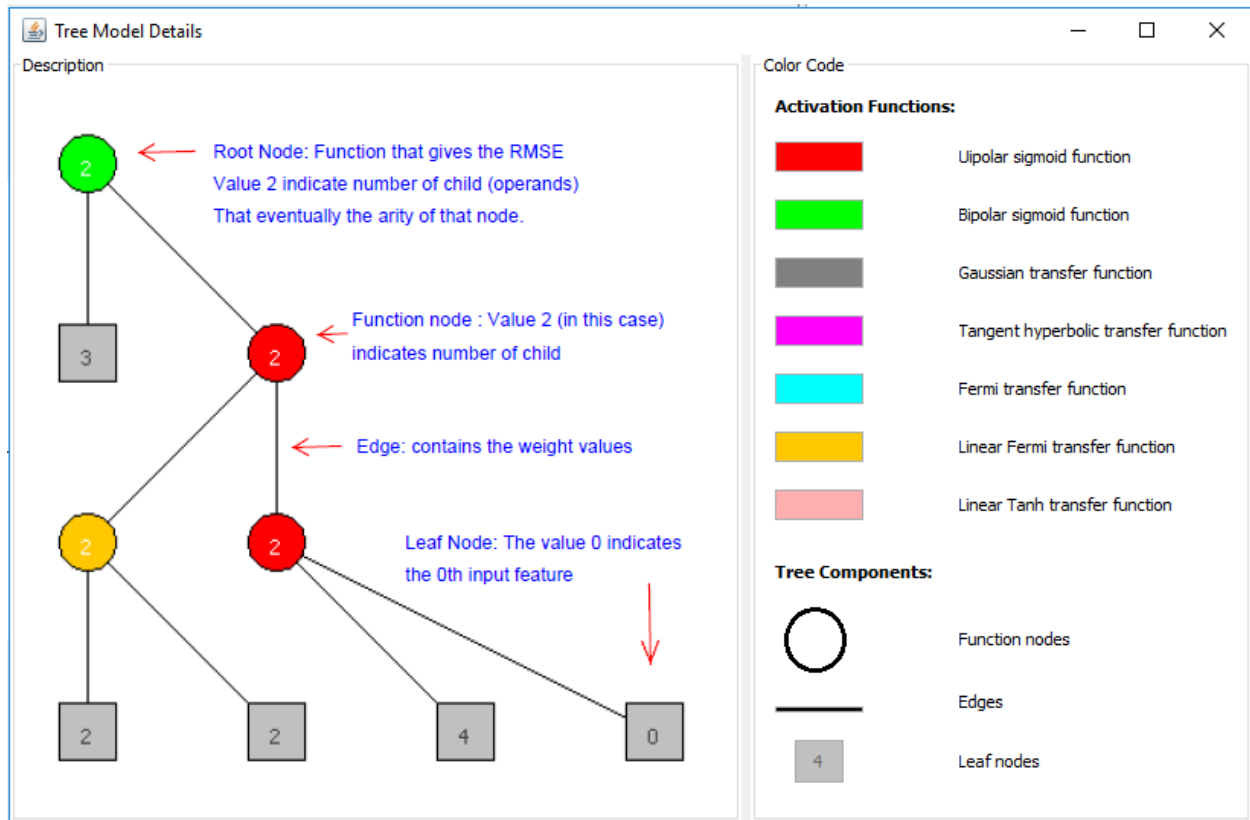 Tree Model Details
Description
2
Root Node: Function that gives the RMSE
Value 2 indicate number of child (operands)
That eventually the arity of that node.
3
2
Function node : Value 2 (in this case)
indicates number of child
Edge: contains the weight values
2
2
Leaf Node: The value 0 indicates
the 0th input feature
2
2
4
0
Color Code
Activation Functions:
Uipolar sigmoid function
Bipolar sigmoid function
Gaussian transfer function
Tangent hyperbolic transfer function
Fermi transfer function
Linear Fermi transfer function
Linear Tanh transfer function
Tree Components:
Function nodes
Edges
4
Leaf nodes